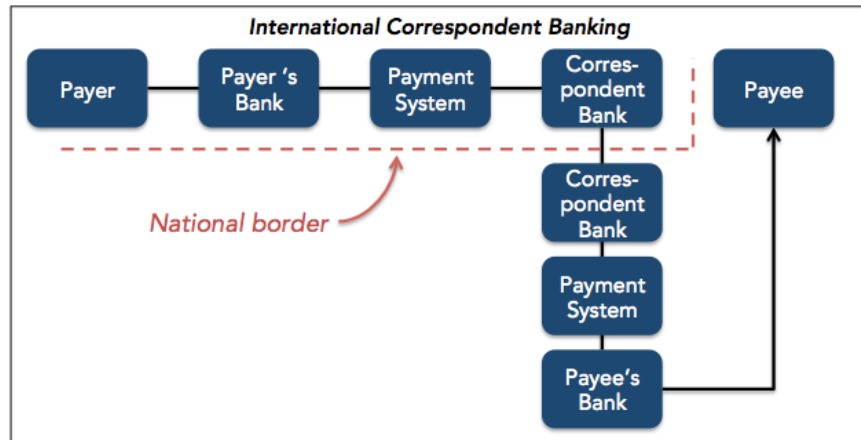 International Correspondent Banking
Payer
Payer 's
Bank
Payment
System
Corres-
pondent
Bank
Payee
National border
Corres-
pondent
Bank
Payment
System
Payee's
Bank